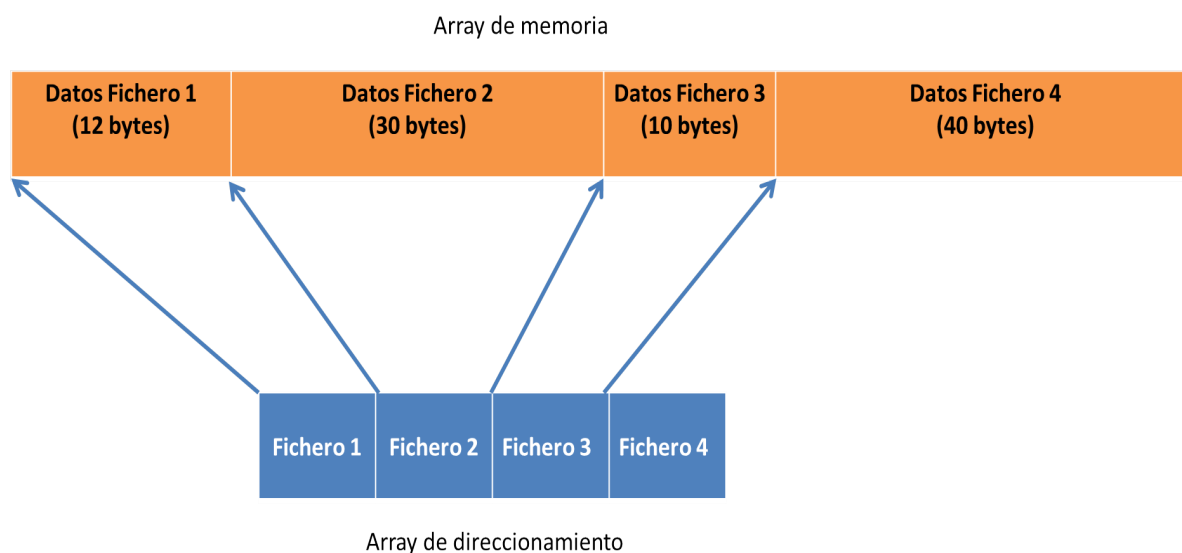 Array de memoria
Datos Fichero 1
(12 bytes)
Datos Fichero 2
(30 bytes)
Datos Fichero 3
(10 bytes)
Datos Fichero 4
(40 bytes)
Fichero 1
Fichero 2
Fichero 3
Fichero 4
Array de direccionamiento